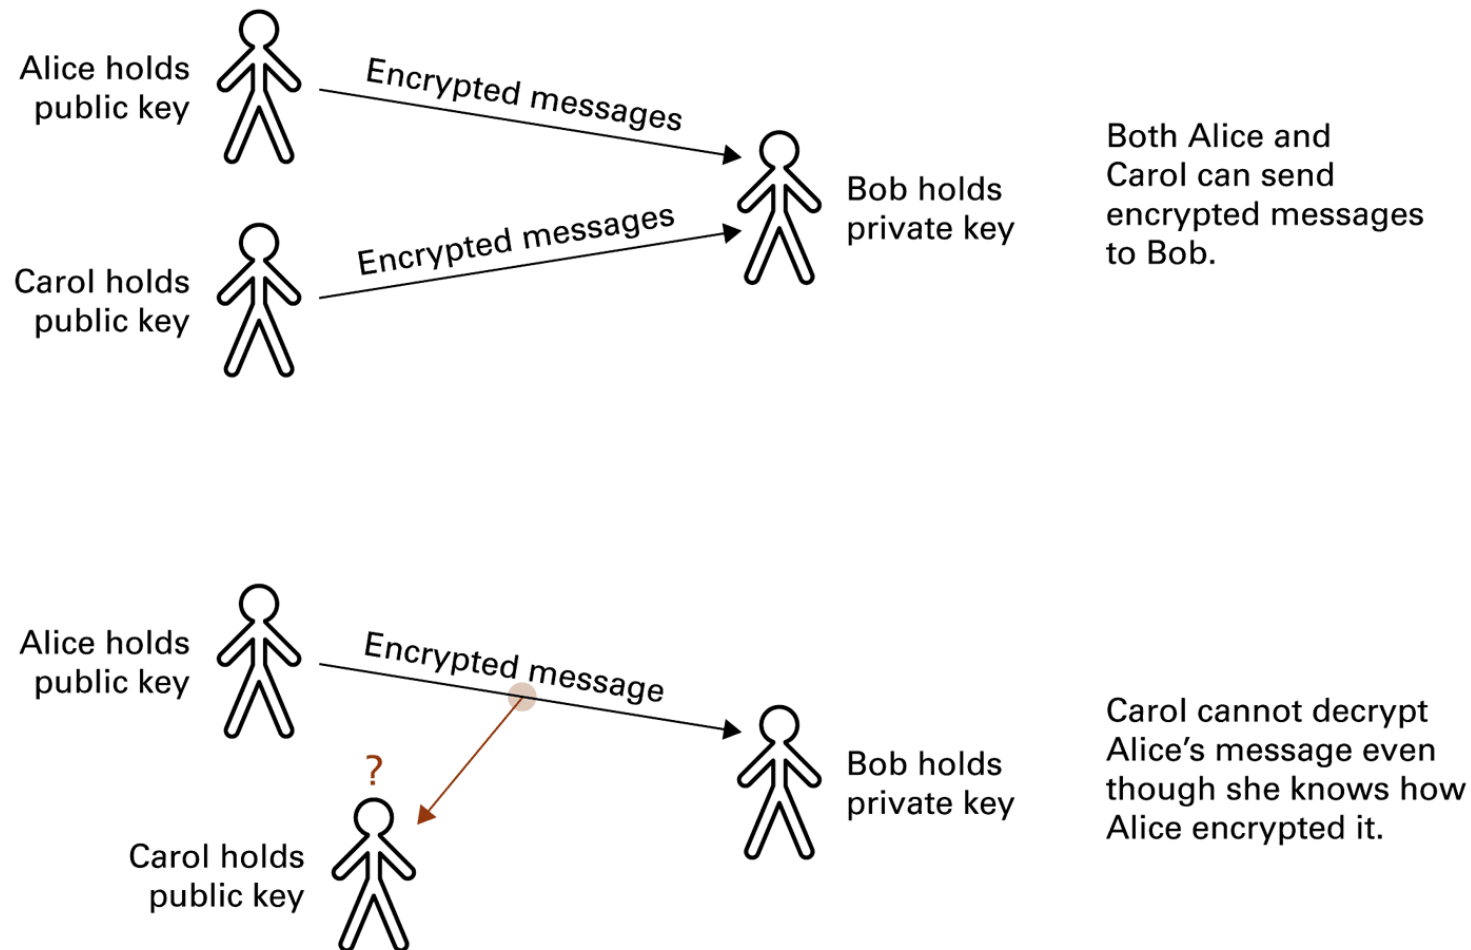 Alice holds
public key
Encrypted messages
Carol holds
public key
Encrypted messages
Bob holds
private key
Both Alice and
Carol can send
encrypted messages
to Bob.
Alice holds
public key
Encrypted message
?
Carol holds
public key
Bob holds
private key
Carol cannot decrypt
Alice’s message even
though she knows how
Alice encrypted it.